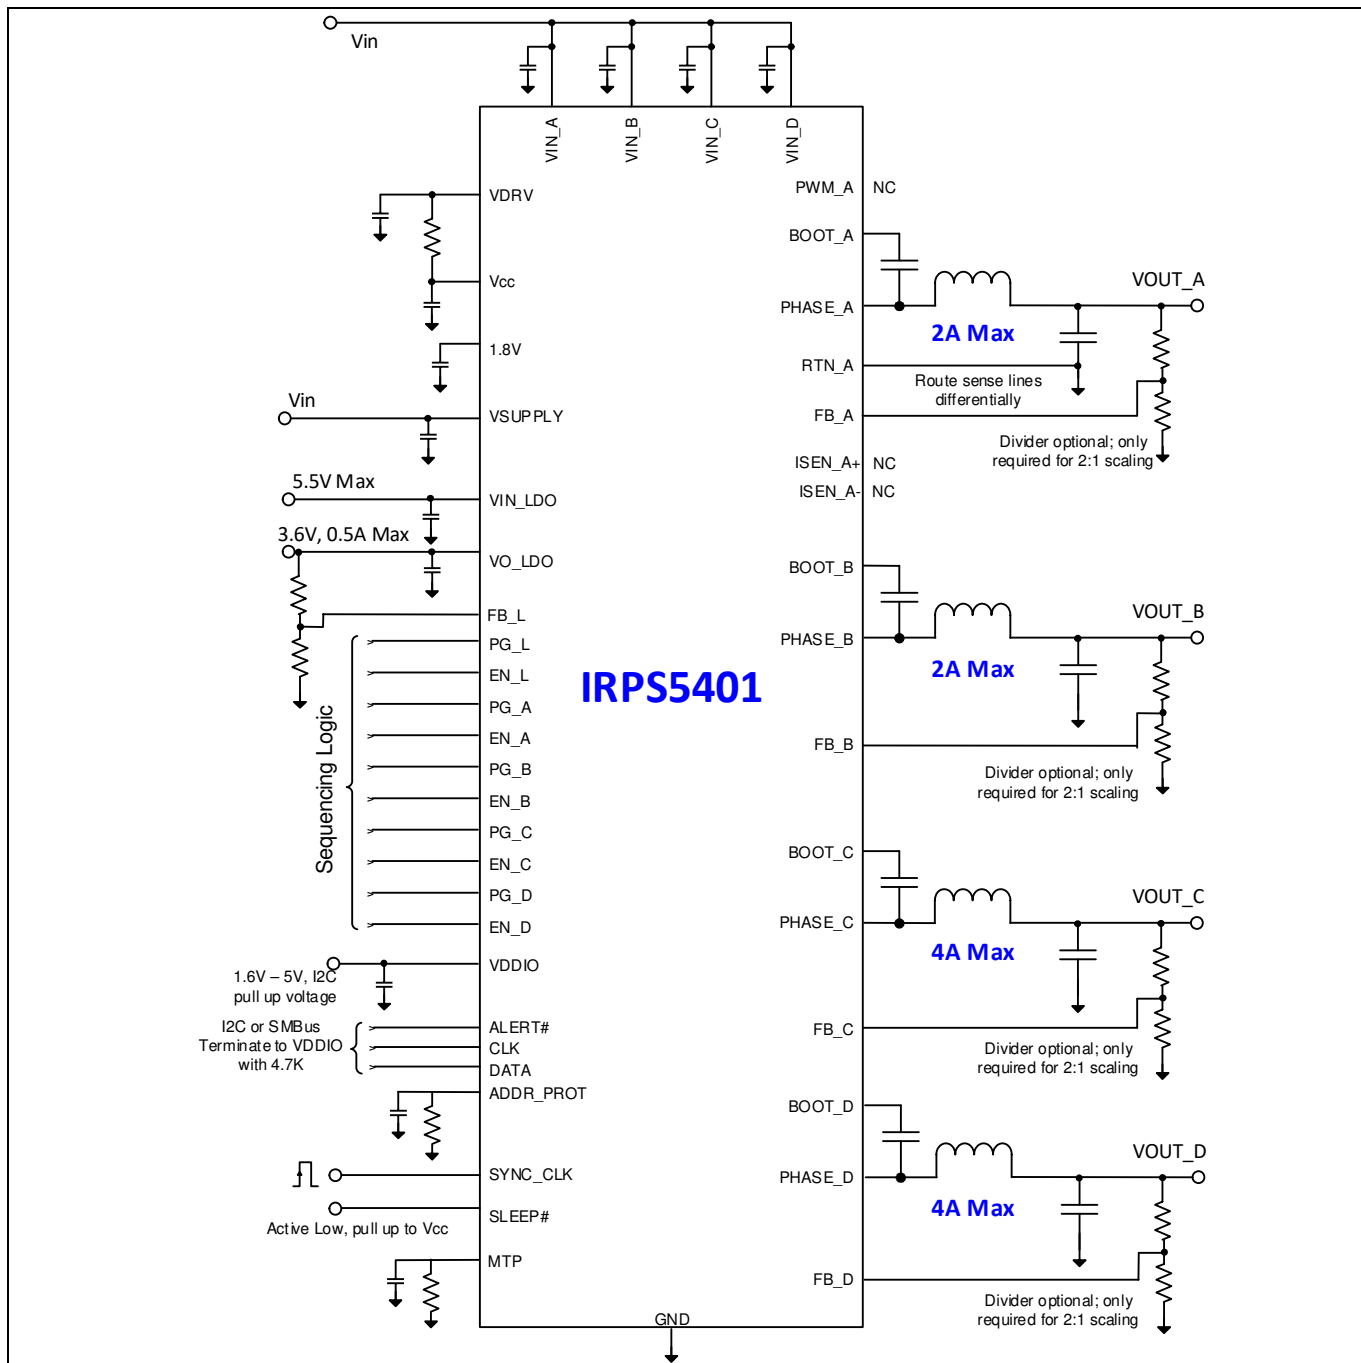 Vin
VIN_A
VIN_B
VIN_C
VIN_D
VDRV
Vcc
1.8V
Vin
VSUPPLY
5.5V Max
VIN_LDO
3.6V, 0.5A Max
VO_LDO
FB_L
PG_L
EN_L
PG_A
EN_A
PG_B
EN_B
PG_C
EN_C
PG_D
EN_D
Sequencing Logic
VDDIO
1.6V – 5V, I2C
pull up voltage
I2C or SMBus
Terminate to VDDIO
with 4.7K
ALERT#
CLK
DATA
ADDR_PROT
SYNC_CLK
SLEEP#
Active Low, pull up to Vcc
MTP
GND
IRPS5401
PWM_A NC
BOOT_A
PHASE_A
2A Max
VOUT_A
RTN_A
Route sense lines
differentially
FB_A
Divider optional; only
required for 2:1 scaling
ISEN_A+ NC
ISEN_A- NC
BOOT_B
VOUT_B
PHASE_B
2A Max
FB_B
Divider optional; only
required for 2:1 scaling
BOOT_C
VOUT_C
PHASE_C
4A Max
FB_C
Divider optional; only
required for 2:1 scaling
BOOT_D
VOUT_D
PHASE_D
4A Max
FB_D
Divider optional; only
required for 2:1 scaling